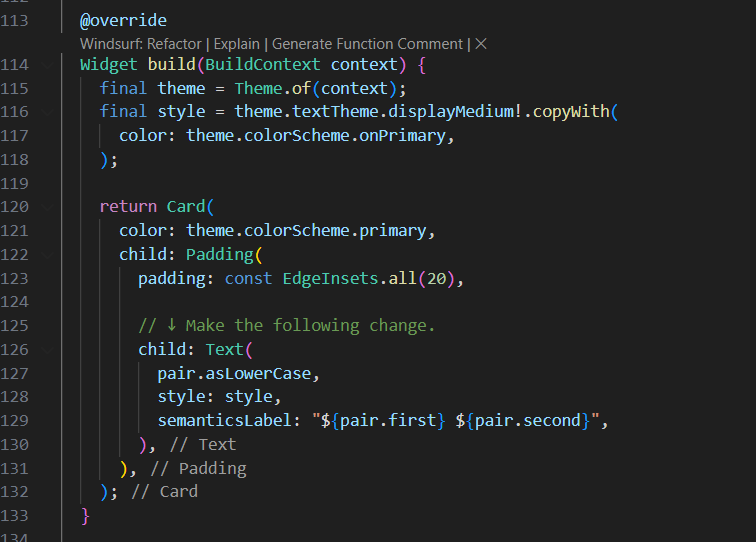 113 @override
Windsurf: Refactor | Explain | Generate Function Comment | ×
114 Widget build(BuildContext context) {
115 final theme = Theme.of(context);
116 final style = theme.textTheme.displayMedium!.copyWith(
117 color: theme.colorScheme.onPrimary,
118 );
119
120 return Card(
121 color: theme.colorScheme.primary,
122 child: Padding(
123 padding: const EdgeInsets.all(20),
124
125 // ↓ Make the following change.
126 child: Text(
127 pair.asLowerCase,
128 style: style,
129 semanticsLabel: "${pair.first} ${pair.second}",
130 ), // Text
131 ), // Padding
132 ); // Card
133 }
134